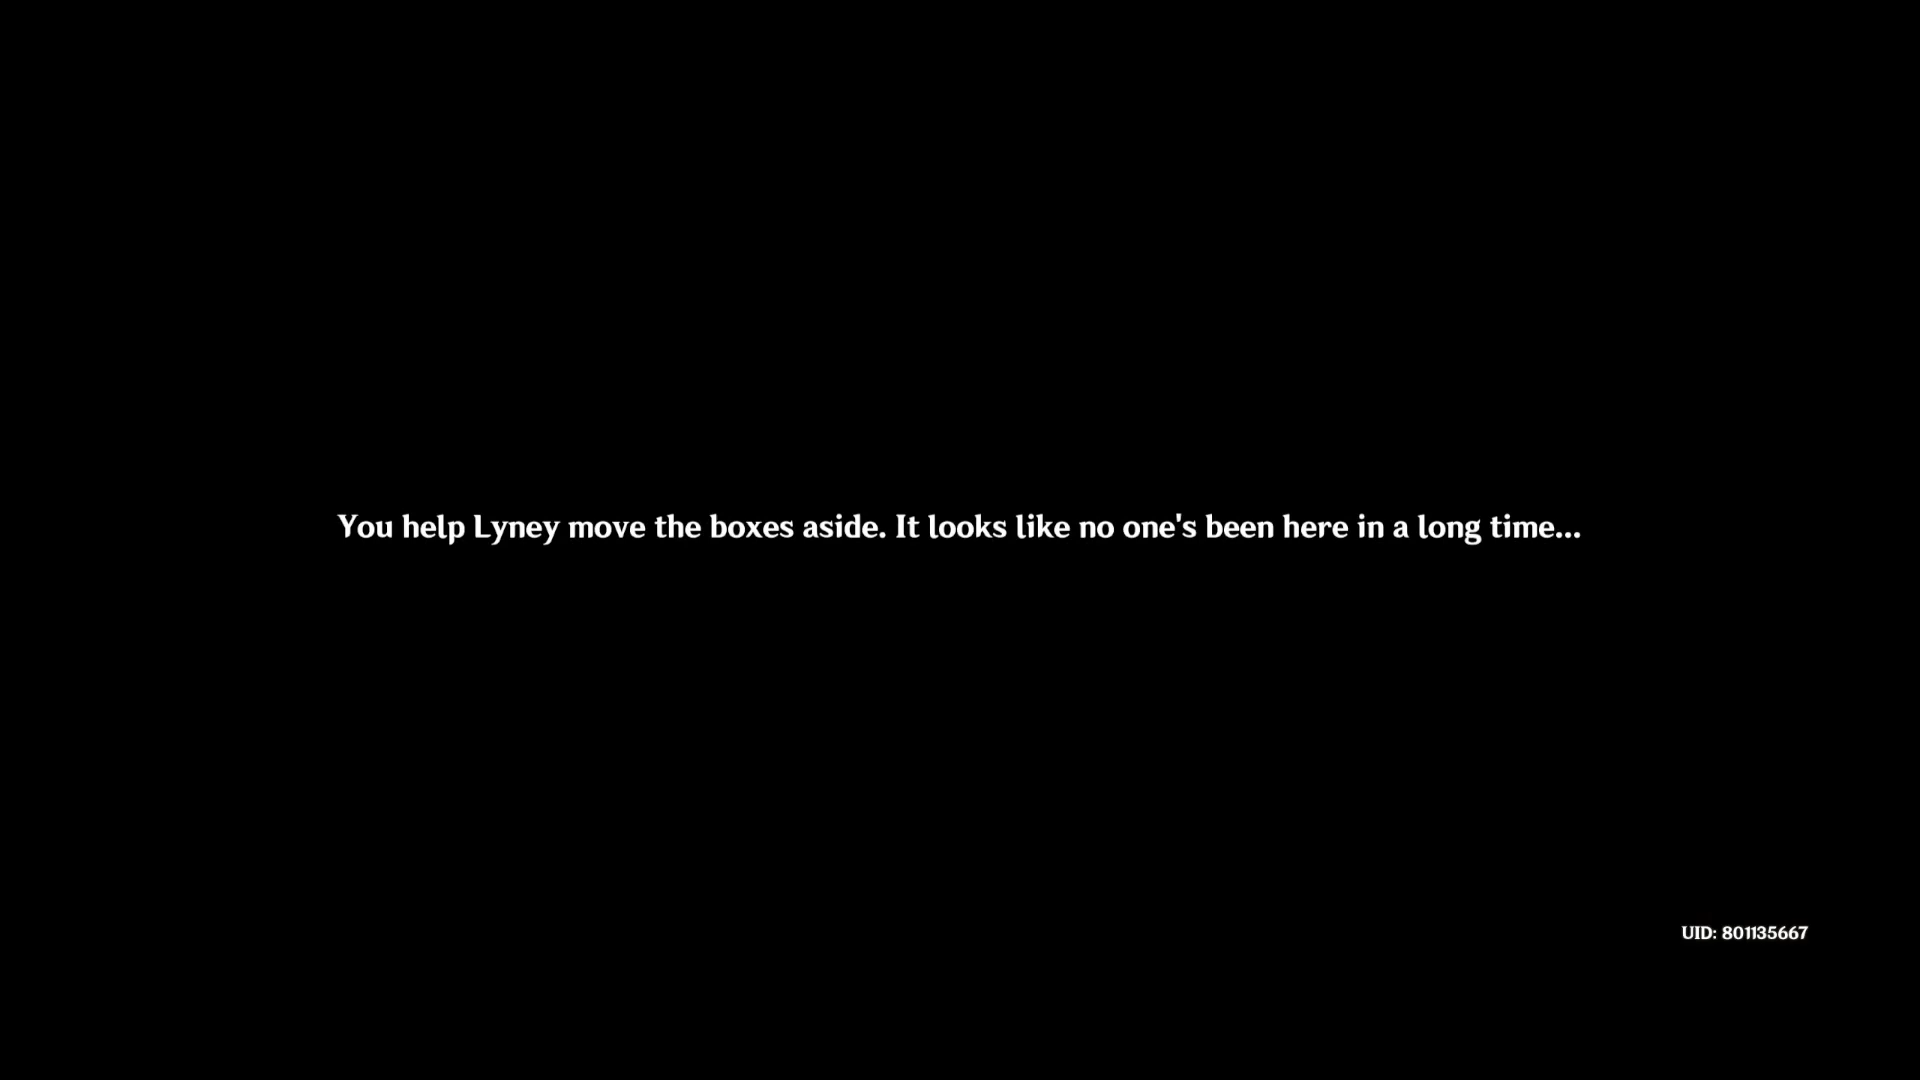 You help Lyney move the boxes aside. It looks like no one's been here in a long time...
UID: 801135667